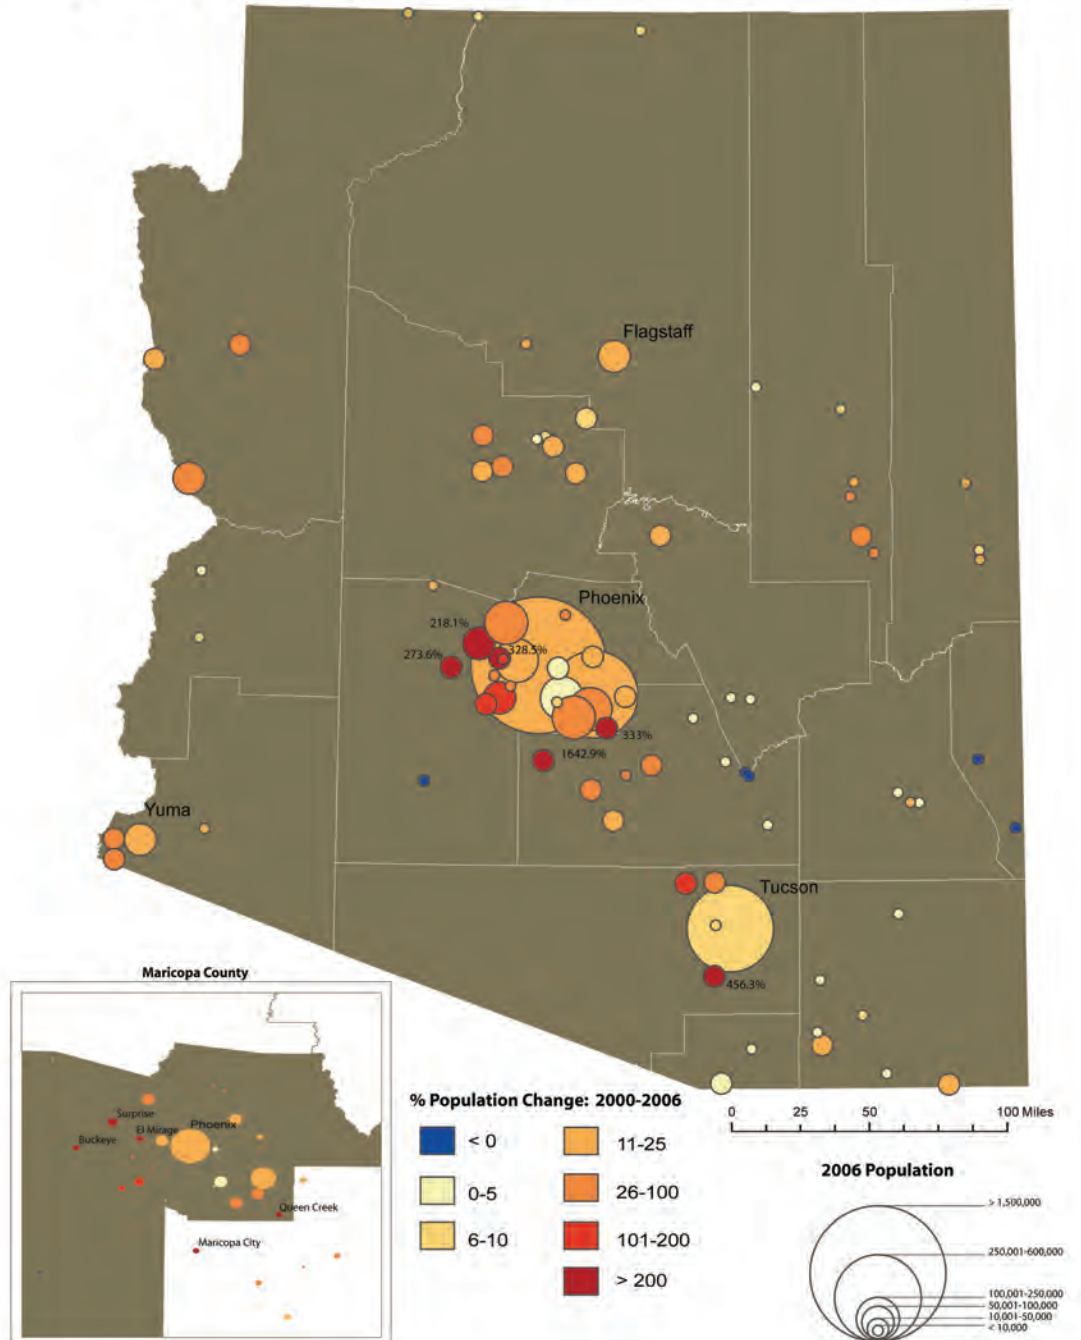 Flagstaff
Phoenix
218.1%
328.5%
273.6%
333%
1642.9%
Yuma
Tucson
456.3%
Maricopa County
Surprise
Phoenix
El Mirage
Buckeye
Queen Creek
Maricopa City
% Population Change: 2000-2006
< 0
11-25
0-5
26-100
6-10
101-200
> 200
0 25 50 100 Miles
2006 Population
> 1,500,000
250,001-600,000
100,001-250,000
50,001-100,000
10,001-50,000
< 10,000